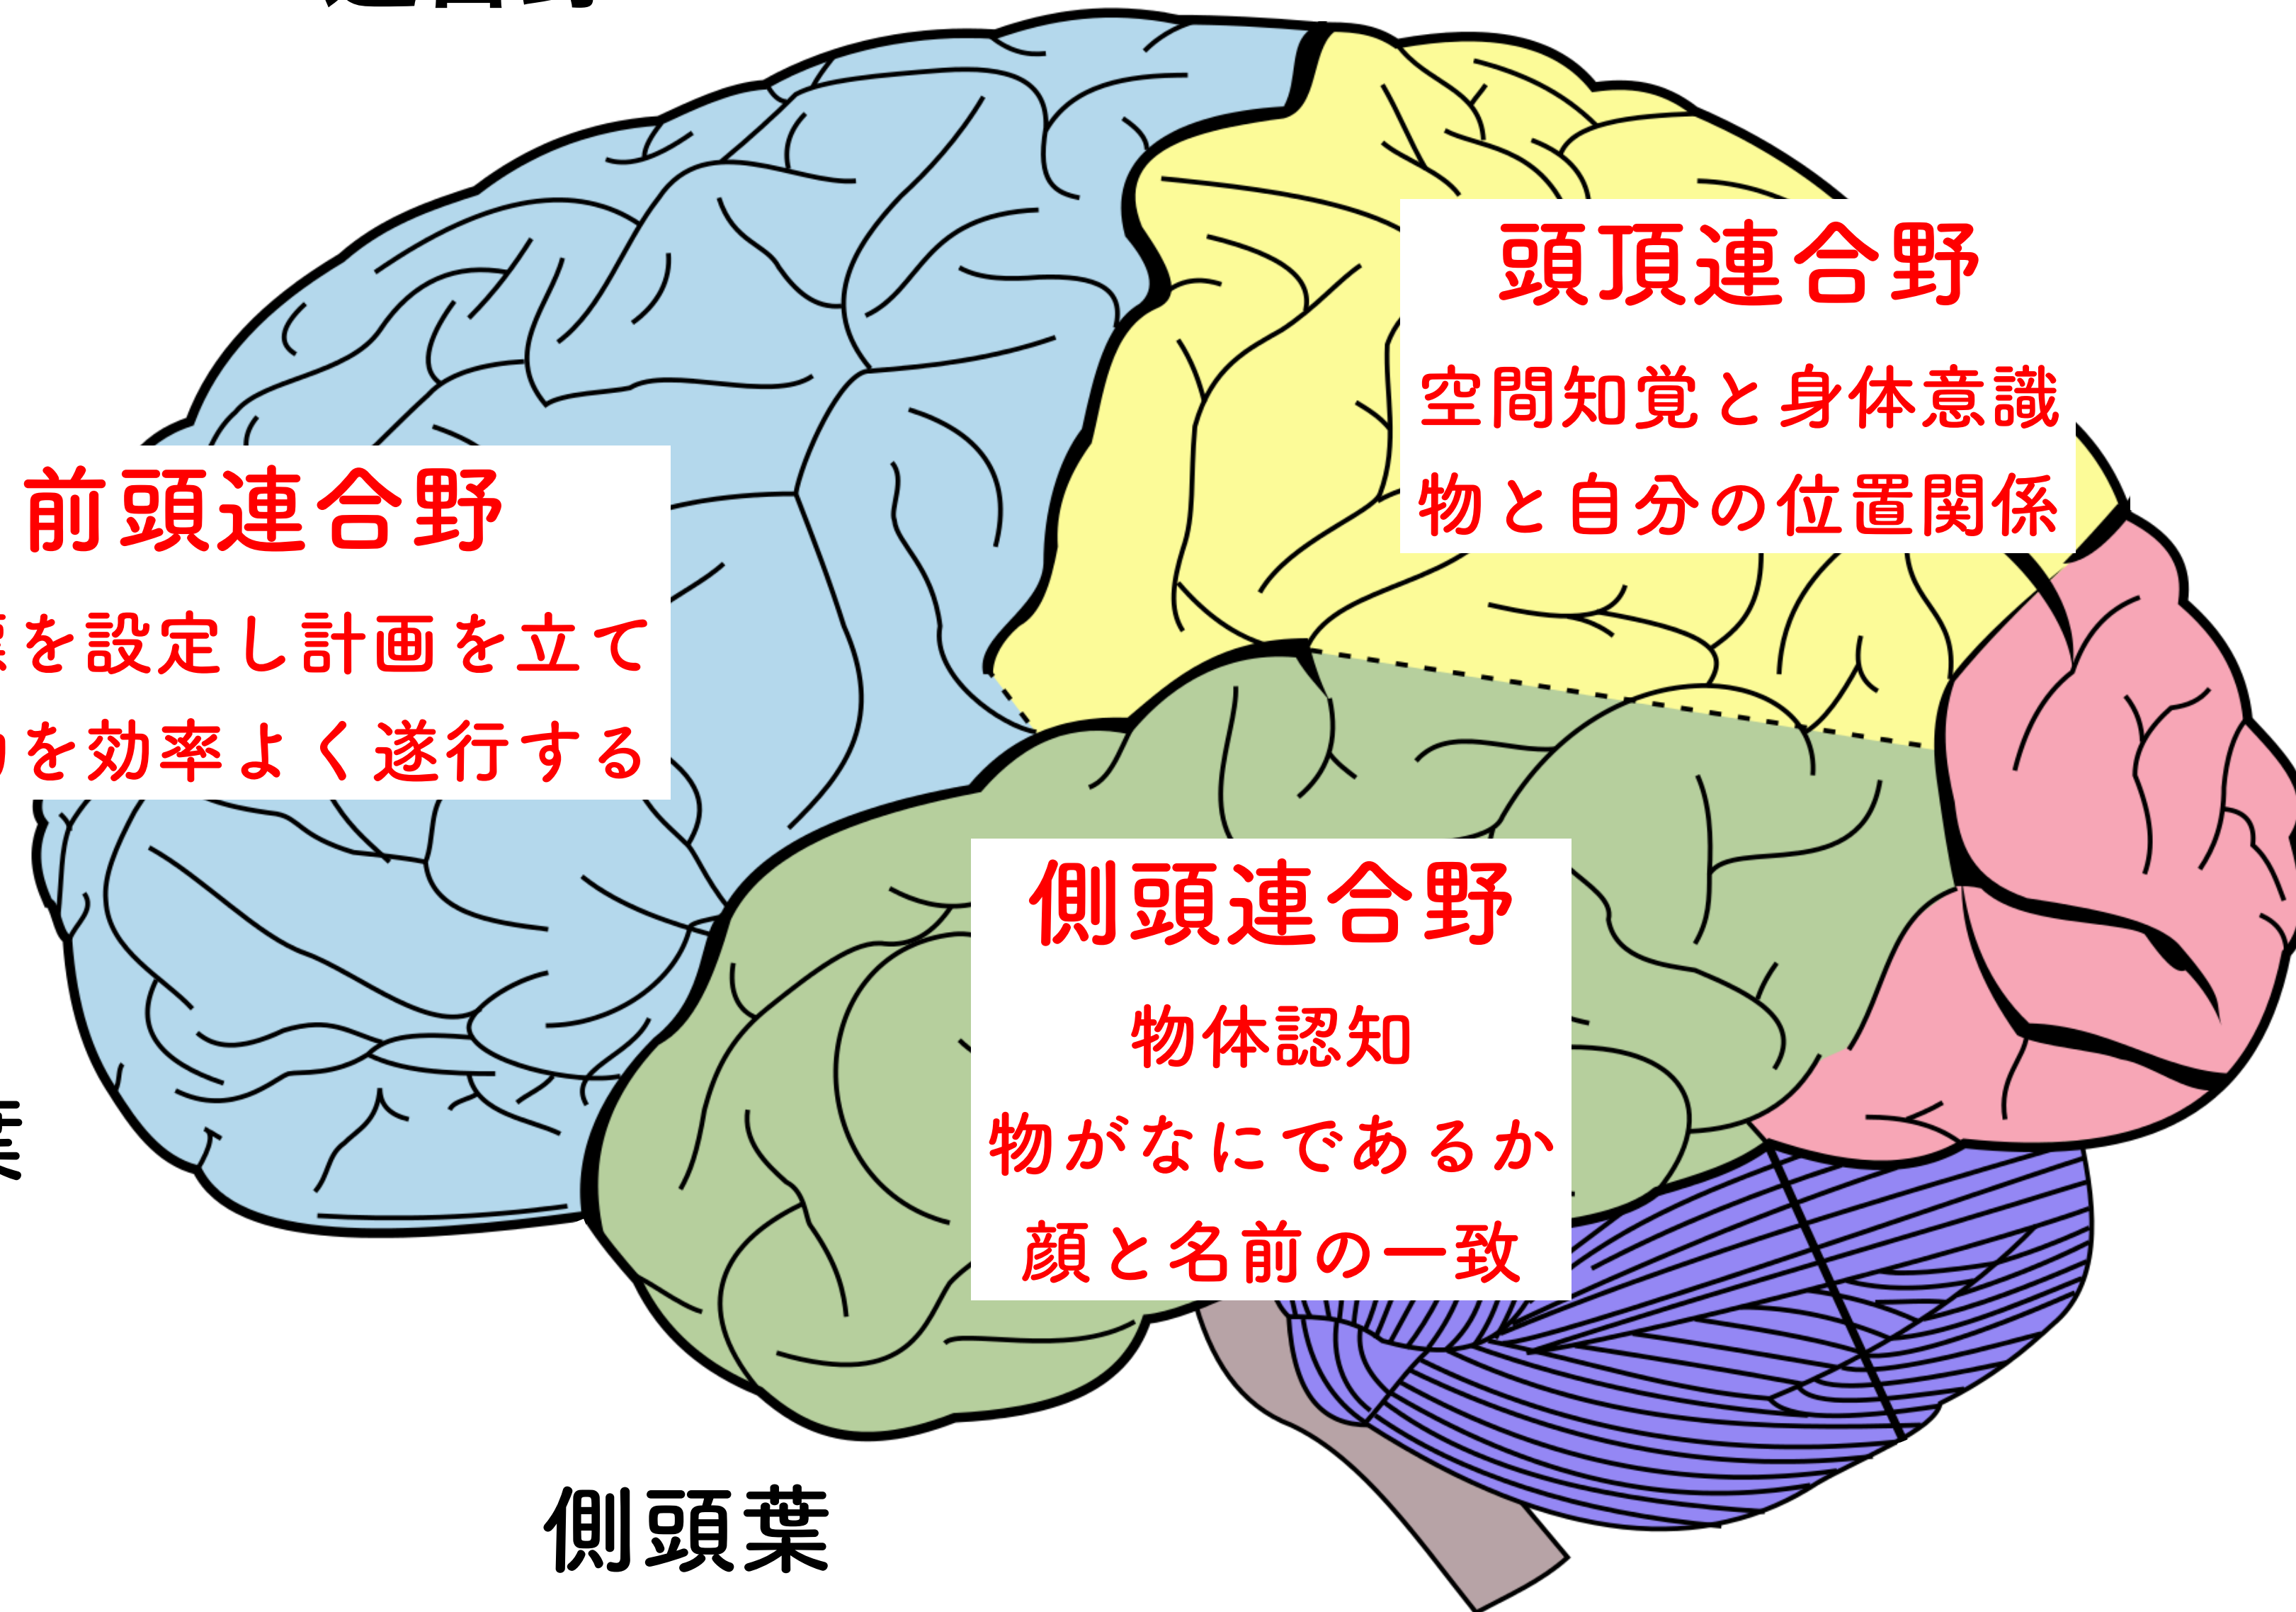 頭頂連合野
空間知覚と身体意識
物と自分の位置関係
前頭連合野
を設定し計画を立て
を効率よく遂行する
側頭連合野
物体認知
物がなにであるか
顔と名前の一致
側頭葉